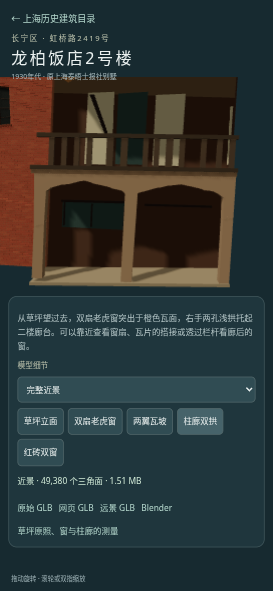 ← 上海历史建筑目录
长宁区 · 虹桥路2419号
龙柏饭店2号楼
1930年代 · 原上海泰晤士报社别墅
从草坪望过去，双扇老虎窗突出于橙色瓦面，右手两孔浅拱托起
二楼廊台。可以靠近查看窗扇、瓦片的搭接或透过栏杆看廊后的
窗。
模型细节
完整近景
草坪立面 双扇老虎窗 两翼瓦坡 柱廊双拱
红砖双窗
近景 · 49,380 个三角面 · 1.51 MB
原始 GLB 网页 GLB 远景 GLB Blender
草坪原照、窗与柱廊的测量
拖动旋转 · 滚轮或双指缩放